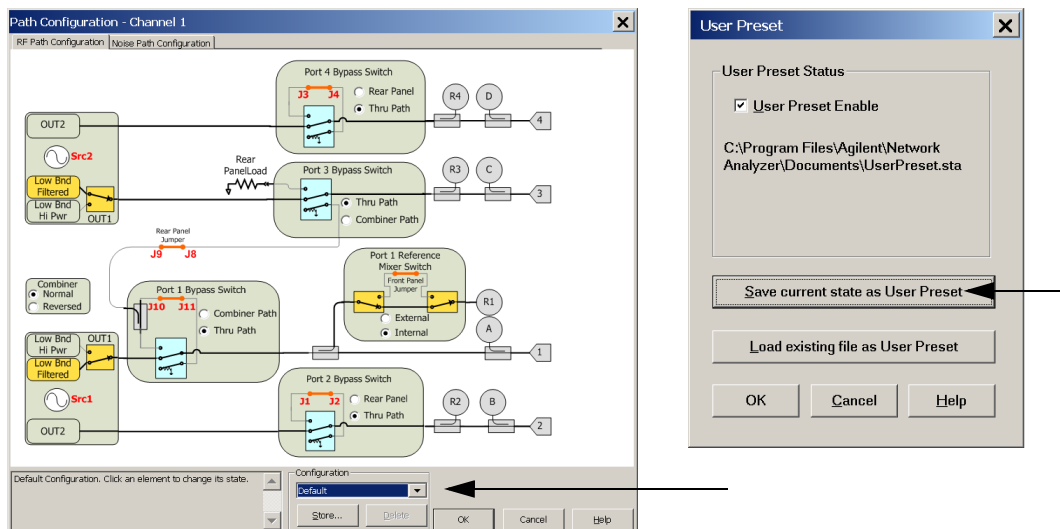 Path Configuration - Channel 1
RF Path Configuration
Noise Path Configuration
Port 4 Bypass Switch
J3 J4
Rear Panel
Thru Path
R4
D
4
OUT2
Src2
Low Bnd
Filtered
Low Bnd
Hi Pwr
OUT1
Rear
PanelLoad
Port 3 Bypass Switch
Thru Path
Combiner Path
R3
C
3
Rear Panel
Jumper
J9 J8
Combiner
Normal
Reversed
Port 1 Bypass Switch
J10 J11
Combiner Path
Thru Path
Port 1 Reference
Mixer Switch
Front Panel
Jumper
External
Internal
R1
A
1
Low Bnd
Hi Pwr
OUT1
Low Bnd
Filtered
Src1
OUT2
Port 2 Bypass Switch
J1 J2
Rear Panel
Thru Path
R2
B
2
Default Configuration. Click an element to change its state.
Configuration
Default
Store...
Delete
OK
Cancel
Help
User Preset
User Preset Status
User Preset Enable
C:\Program Files\Agilent\Network
Analyzer\Documents\UserPreset.sta
Save current state as User Preset
Load existing file as User Preset
OK
Cancel
Help